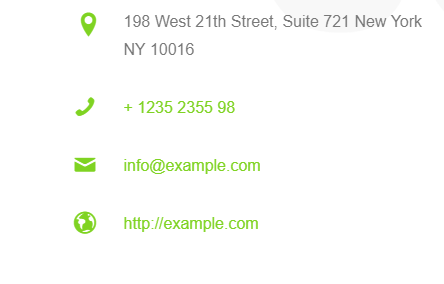 198 West 21th Street, Suite 721 New York
NY 10016
+ 1235 2355 98
info@example.com
http://example.com